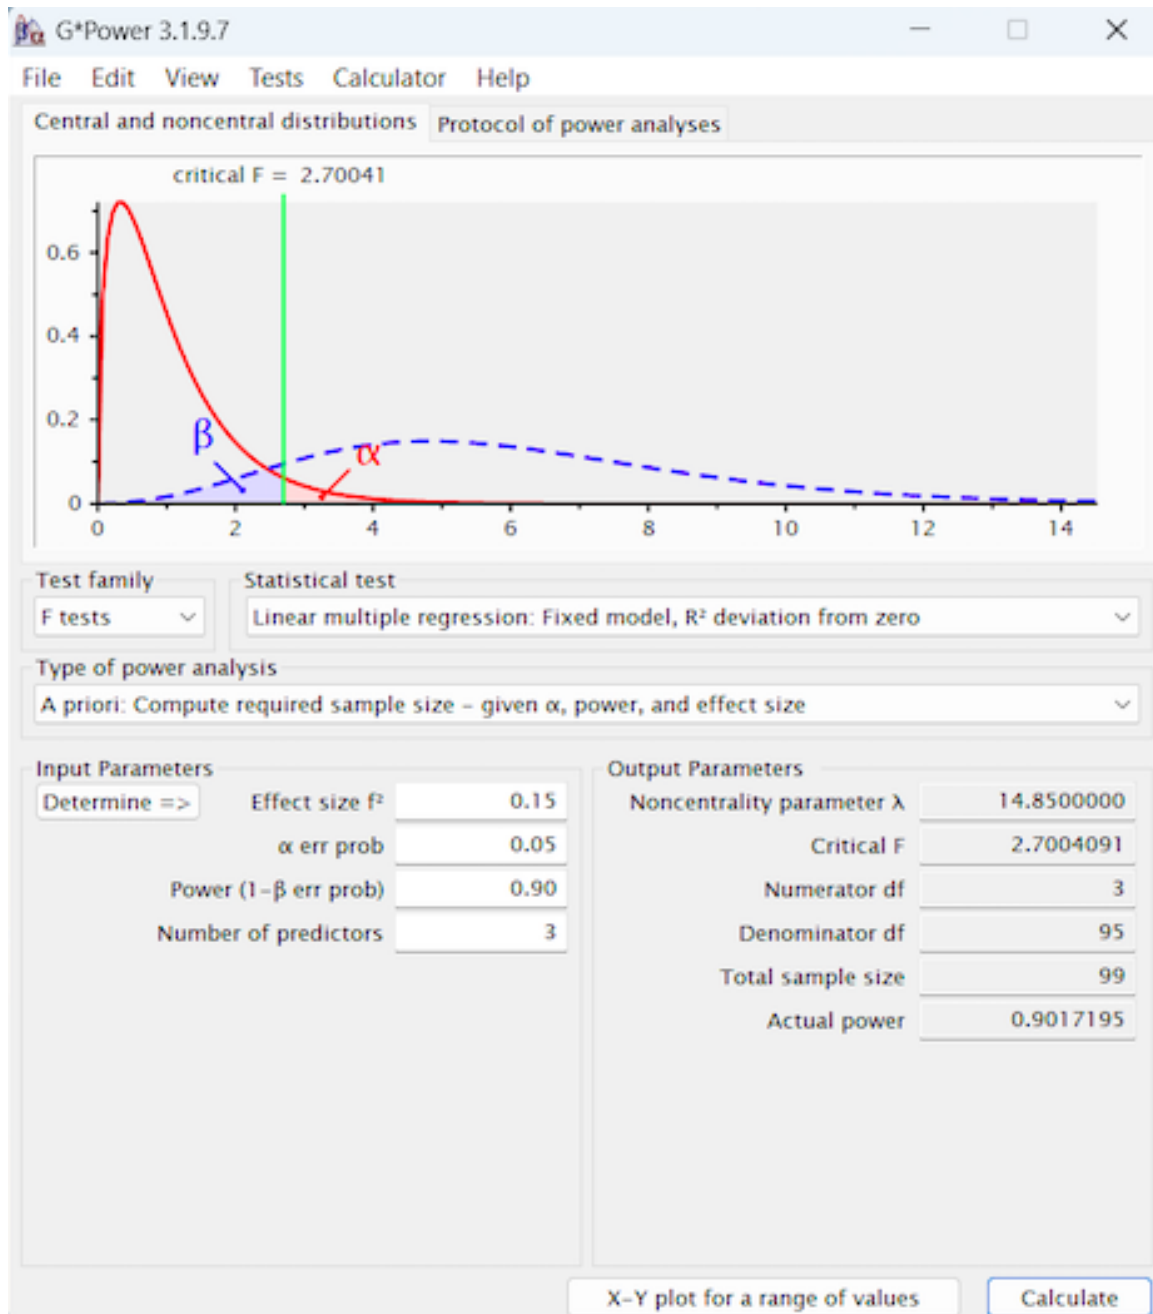 G*Power 3.1.9.7
File Edit View Tests Calculator Help
Central and noncentral distributions Protocol of power analyses
critical F = 2.70041
0.6
0.4
0.2
0
β
α
0 2 4 6 8 10 12 14
Test family Statistical test
F tests Linear multiple regression: Fixed model, R² deviation from zero
Type of power analysis
A priori: Compute required sample size – given α, power, and effect size
Input Parameters Output Parameters
Determine => Effect size f² 0.15 Noncentrality parameter λ 14.8500000
α err prob 0.05 Critical F 2.7004091
Power (1–β err prob) 0.90 Numerator df 3
Number of predictors 3 Denominator df 95
Total sample size 99
Actual power 0.9017195
X–Y plot for a range of values Calculate